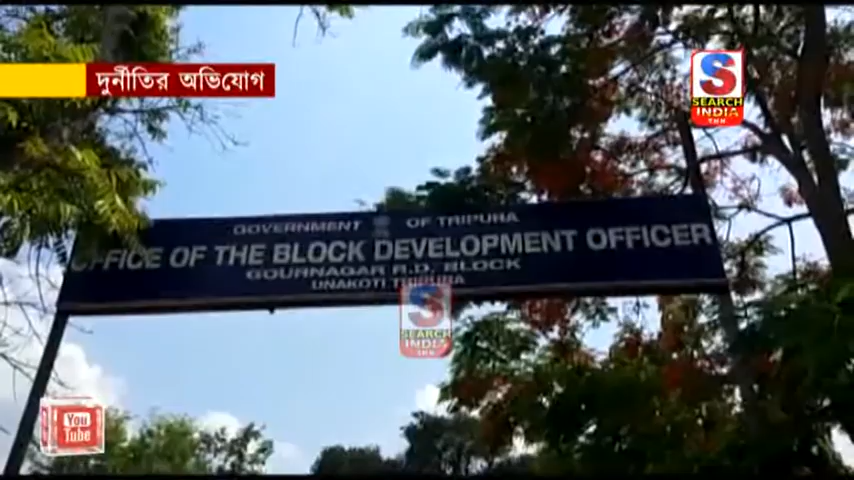 দুর্নীতির অভিযোগ
S
SEARCH
INDIA
GOVERNMENT OF TRIPURA
OFFICE OF THE BLOCK DEVELOPMENT OFFICER
GOURNAGAR R.D. BLOCK
UNAKOTI TRIPURA
S
SEARCH
INDIA
You
Tube